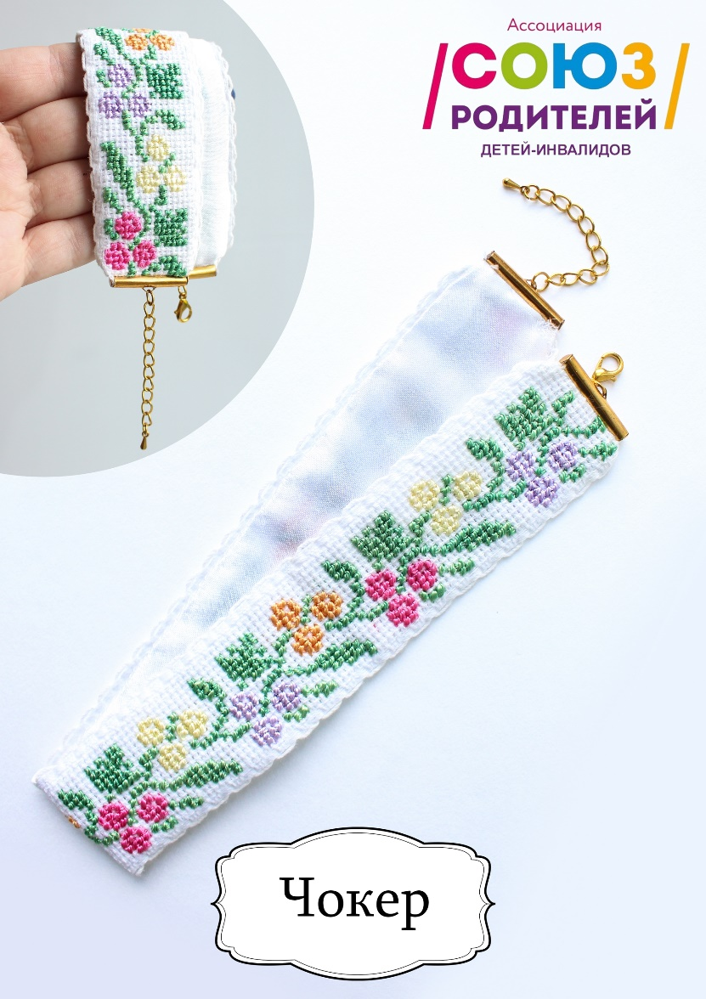 Ассоциация
СОЮЗ
РОДИТЕЛЕЙ
ДЕТЕЙ-ИНВАЛИДОВ
Чокер